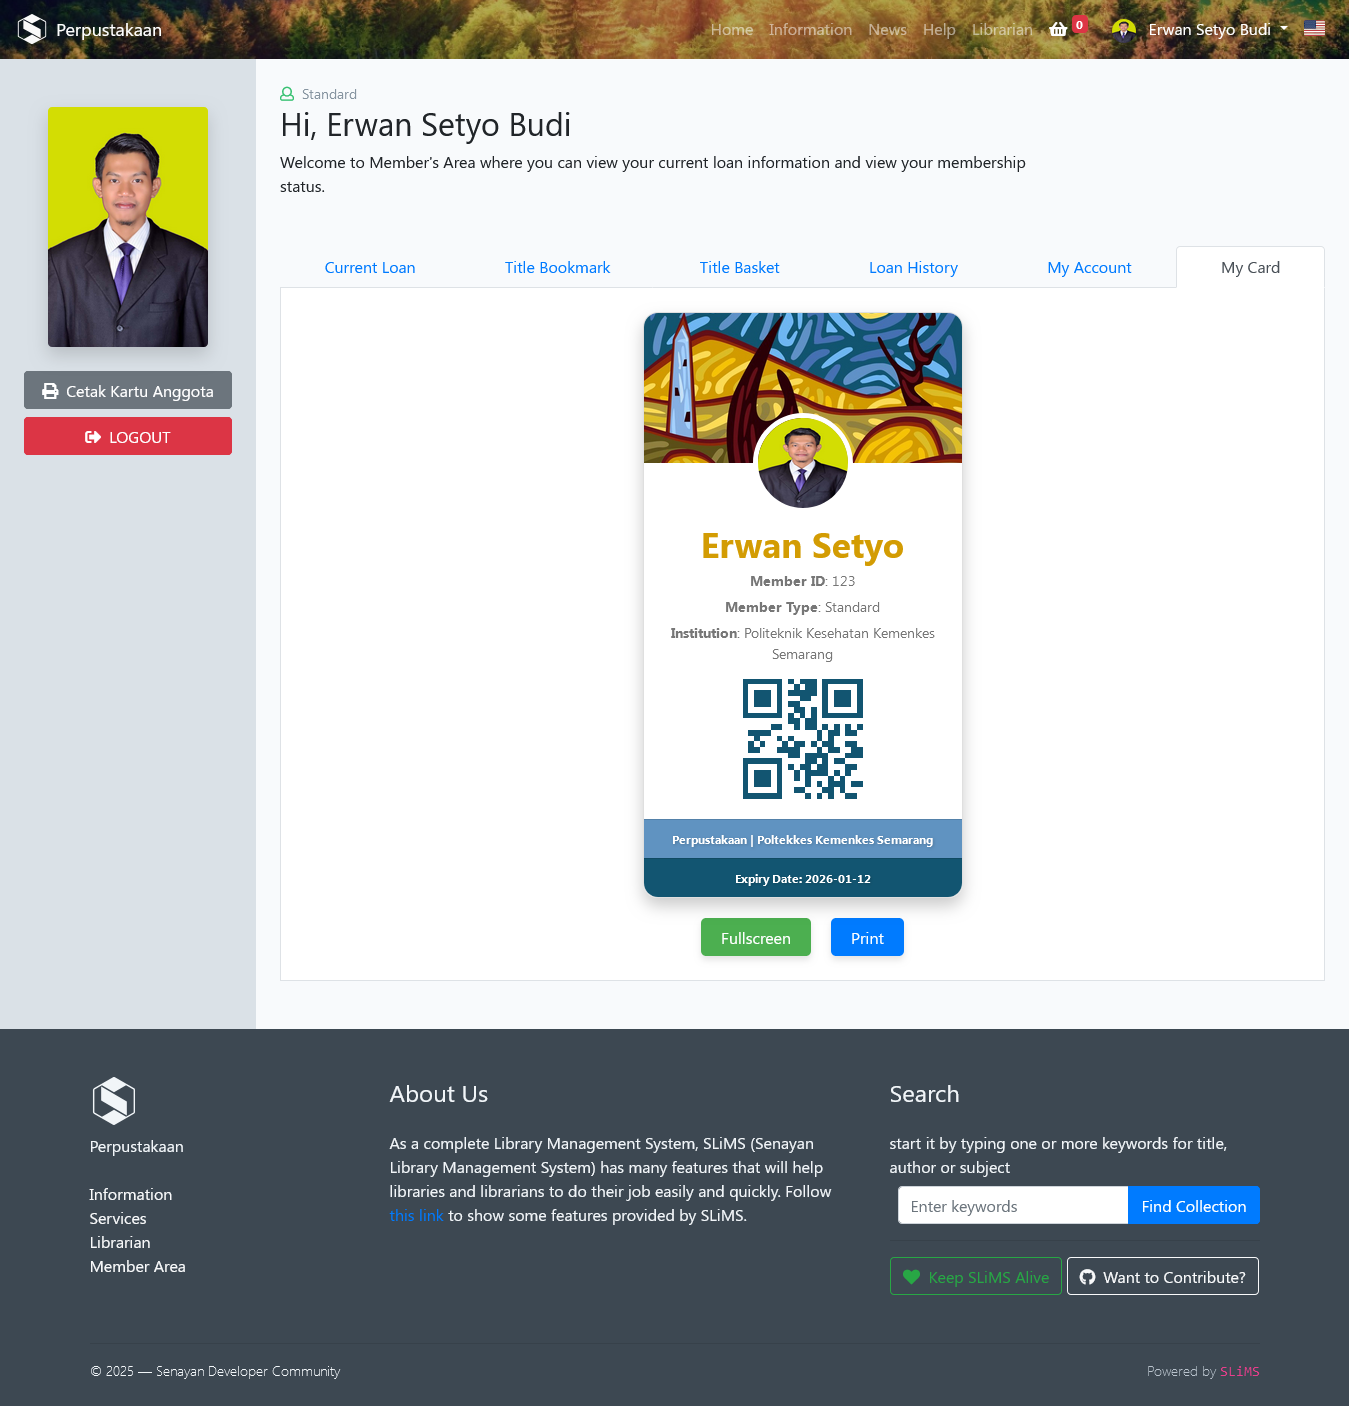 Perpustakaan
Home Information News Help Librarian 0 Erwan Setyo Budi
Standard
Hi, Erwan Setyo Budi
Welcome to Member's Area where you can view your current loan information and view your membership
status.
Cetak Kartu Anggota
LOGOUT
Current Loan Title Bookmark Title Basket Loan History My Account My Card
Erwan Setyo
Member ID: 123
Member Type: Standard
Institution: Politeknik Kesehatan Kemenkes
Semarang
Perpustakaan | Poltekkes Kemenkes Semarang
Expiry Date: 2026-01-12
Fullscreen Print
Perpustakaan
Information
Services
Librarian
Member Area
About Us
As a complete Library Management System, SLiMS (Senayan
Library Management System) has many features that will help
libraries and librarians to do their job easily and quickly. Follow
this link to show some features provided by SLiMS.
Search
start it by typing one or more keywords for title,
author or subject
Enter keywords Find Collection
Keep SLiMS Alive Want to Contribute?
© 2025 — Senayan Developer Community
Powered by SLiMS